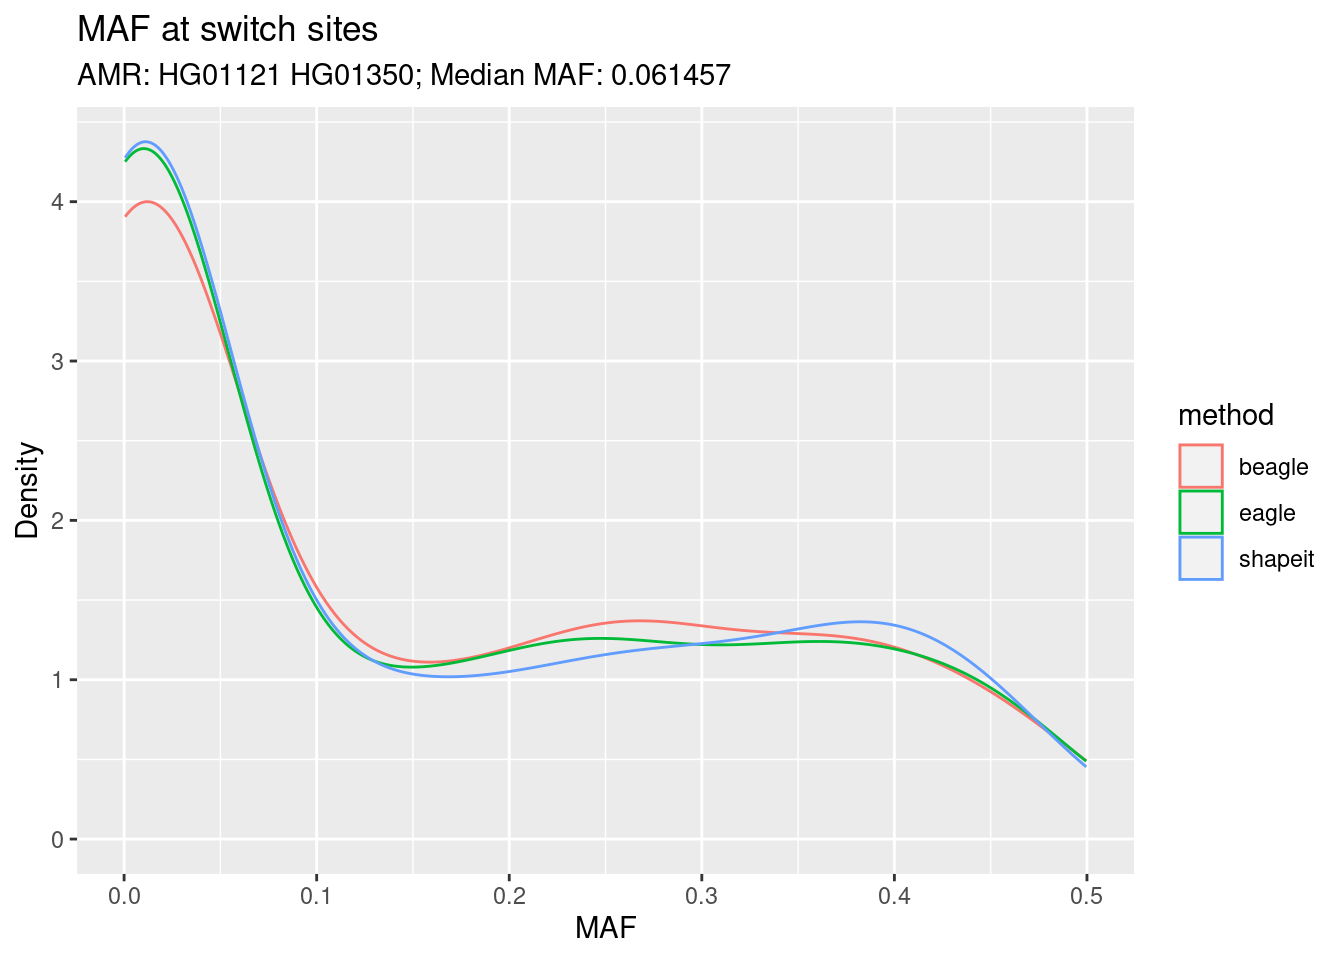 MAF at switch sites
AMR: HG01121 HG01350; Median MAF: 0.061457
Density
4
3
2
1
0
0.0 0.1 0.2 0.3 0.4 0.5
MAF
method
beagle
eagle
shapeit